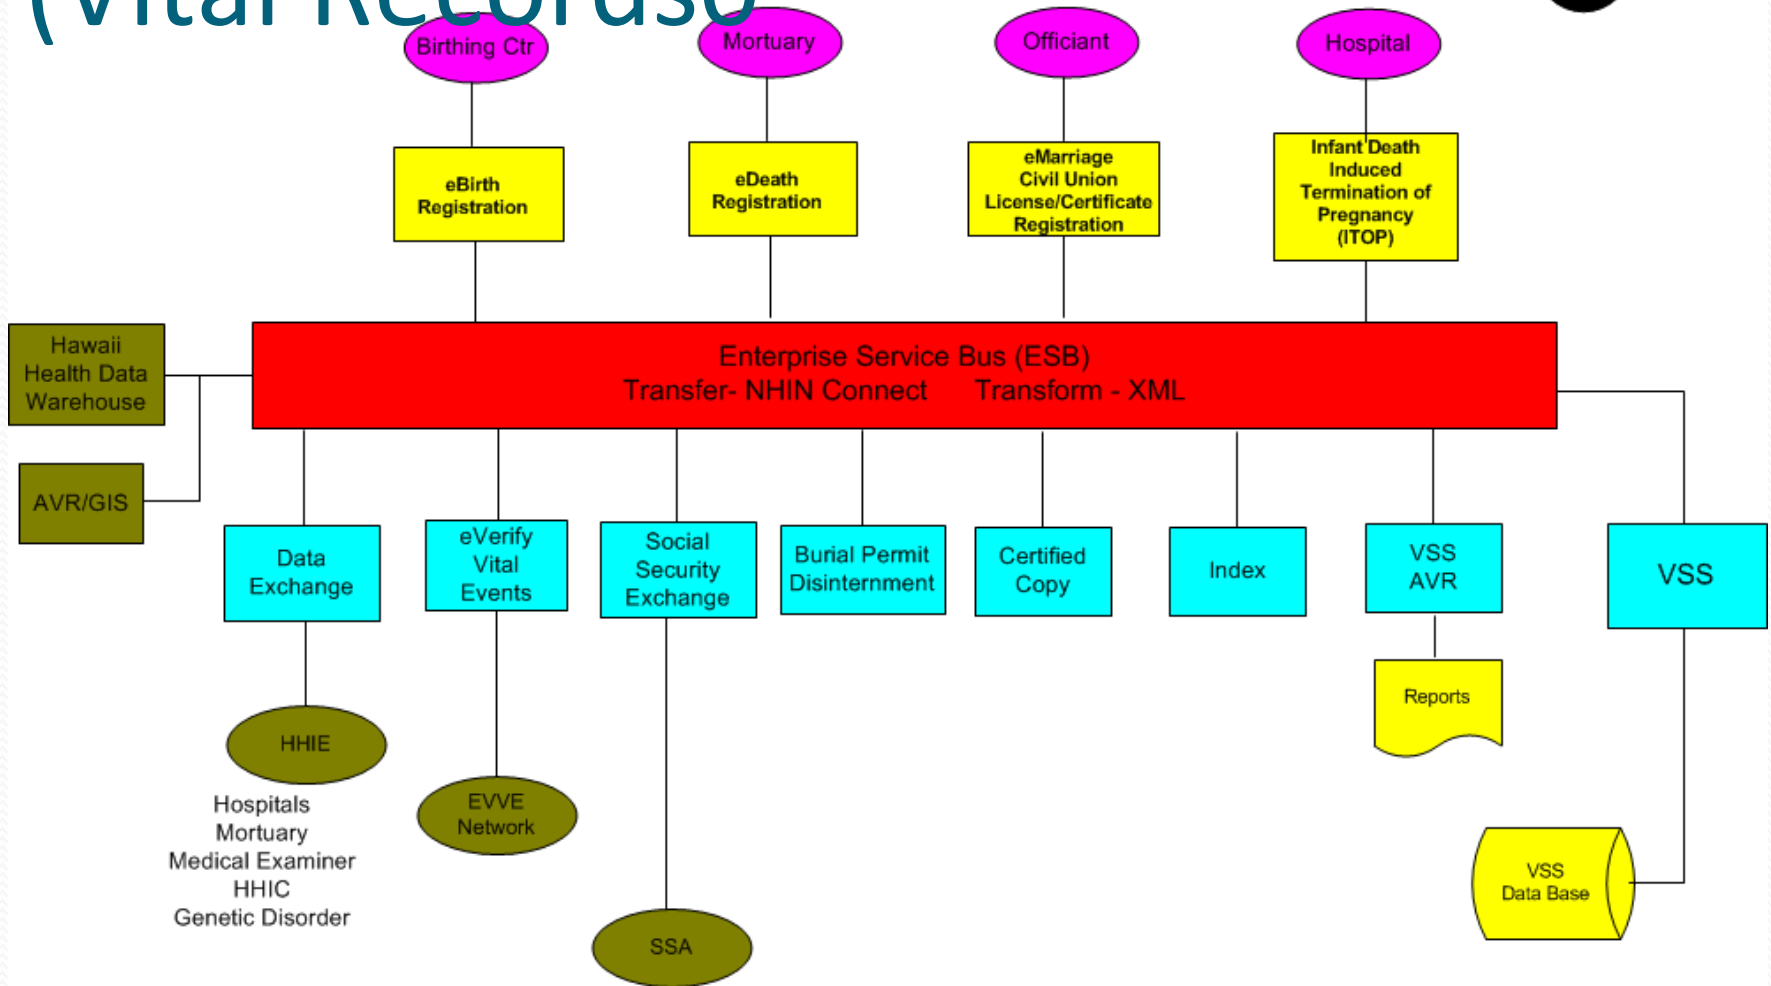 (Vital Records0
Birthing Ctr
Mortuary
Officiant
Hospital
eBirth
Registration
eDeath
Registration
eMarriage
Civil Union
License/Certificate
Registration
Infant Death
Induced
Termination of
Pregnancy
(ITOP)
Hawaii
Health Data
Warehouse
Enterprise Service Bus (ESB)
Transfer- NHIN Connect Transform - XML
AVR/GIS
Data
Exchange
eVerify
Vital
Events
Social
Security
Exchange
Burial Permit
Disinternment
Certified
Copy
Index
VSS
AVR
VSS
Reports
HHIE
Hospitals
Mortuary
Medical Examiner
HHIC
Genetic Disorder
EVVE
Network
SSA
VSS
Data Base